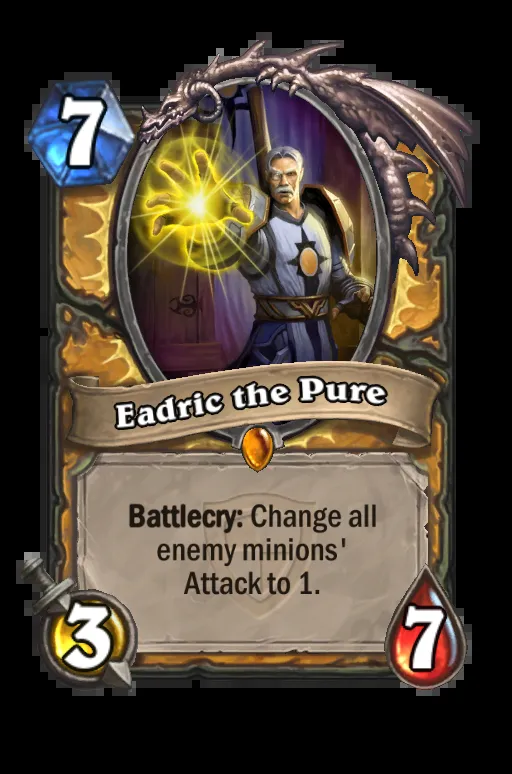 7
Eadric the Pure
Battlecry: Change all
enemy minions'
Attack to 1.
3
7